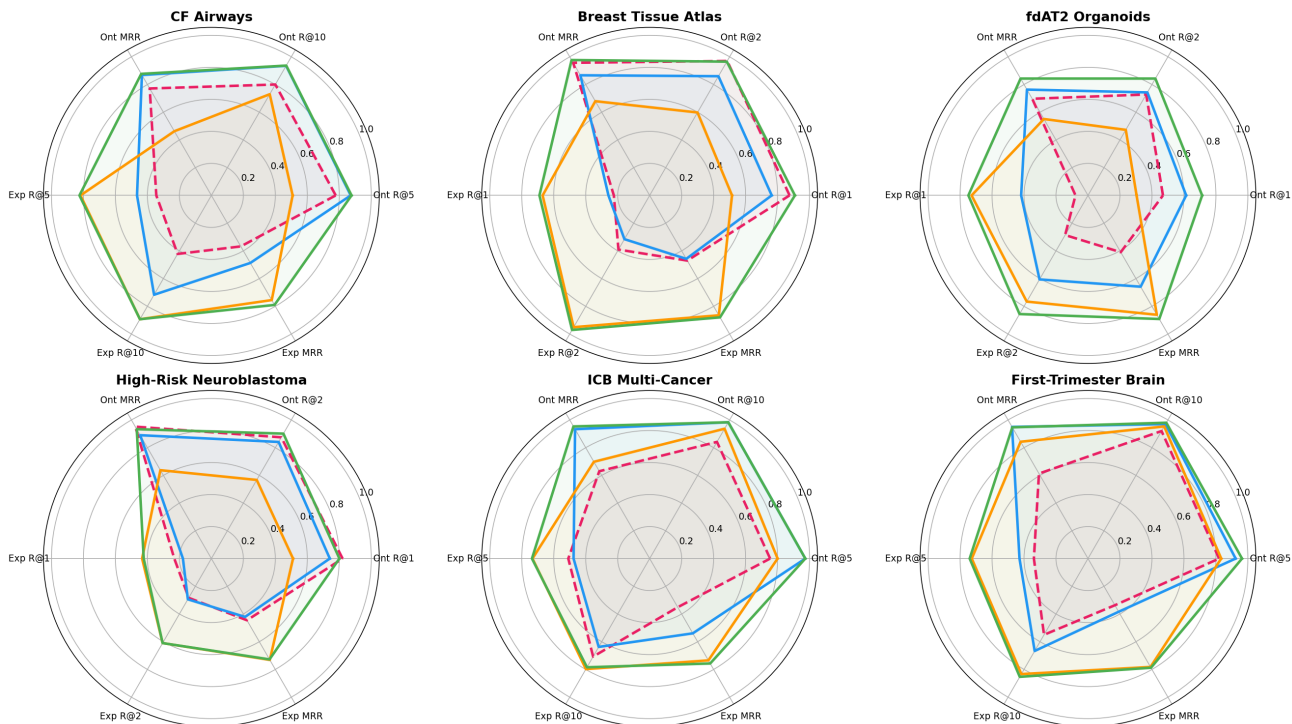 CF Airways
Ont MRR
Ont R@10
1.0
0.8
0.6
0.4
0.2
Exp R@5
Ont R@5
Exp R@10
Exp MRR
Breast Tissue Atlas
Ont MRR
Ont R@2
1.0
0.8
0.6
0.4
0.2
Exp R@1
Ont R@1
Exp R@2
Exp MRR
fdAT2 Organoids
Ont MRR
Ont R@2
1.0
0.8
0.6
0.4
0.2
Exp R@1
Ont R@1
Exp R@2
Exp MRR
High-Risk Neuroblastoma
Ont MRR
Ont R@2
1.0
0.8
0.6
0.4
0.2
Exp R@1
Ont R@1
Exp R@2
Exp MRR
ICB Multi-Cancer
Ont MRR
Ont R@10
1.0
0.8
0.6
0.4
0.2
Exp R@5
Ont R@5
Exp R@10
Exp MRR
First-Trimester Brain
Ont MRR
Ont R@10
1.0
0.8
0.6
0.4
0.2
Exp R@5
Ont R@5
Exp R@10
Exp MRR